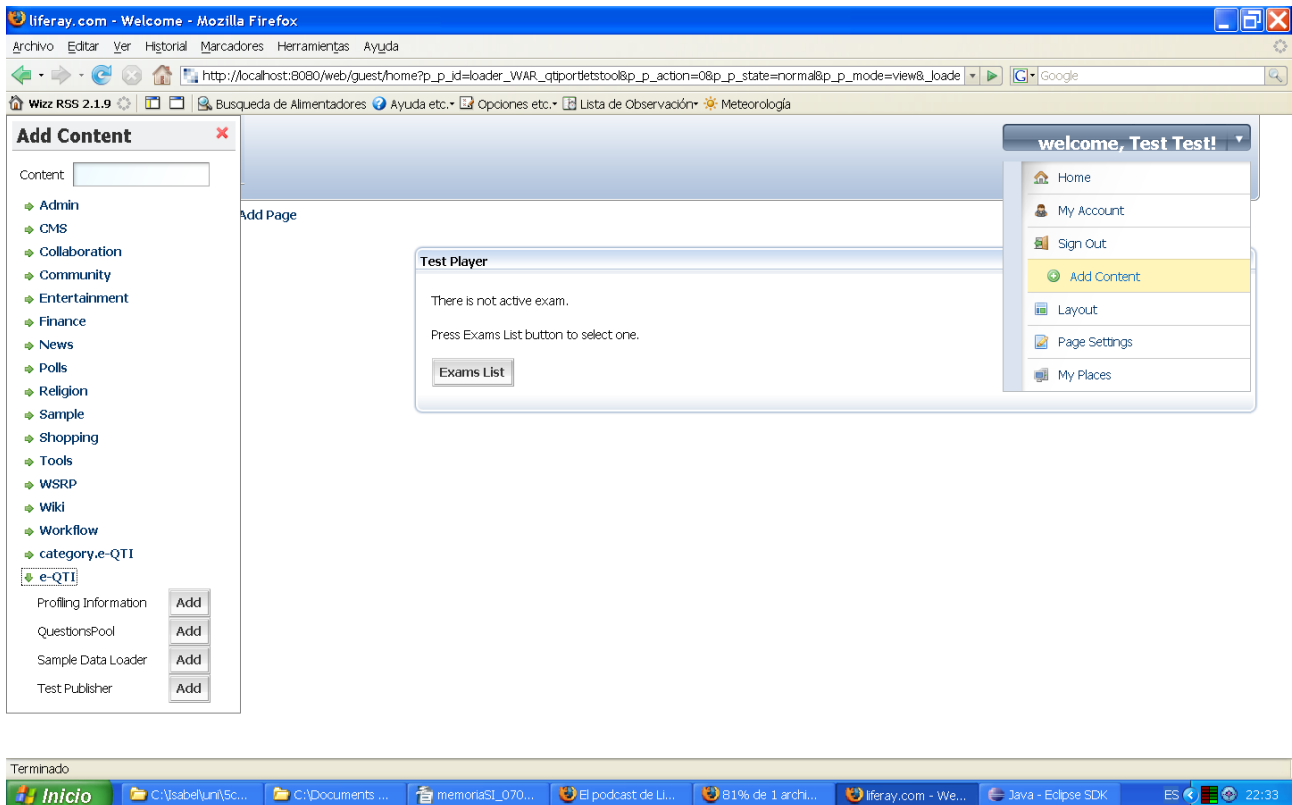 liferay.com - Welcome - Mozilla Firefox
Archivo Editar Ver Historial Marcadores Herramientas Ayuda
http://localhost:8080/web/guest/home?p_p_id=loader_WAR_qtiportletstool&p_p_action=0&p_p_state=normal&p_p_mode=view&_loade G Google
Wizz RSS 2.1.9 Busqueda de Alimentadores Ayuda etc. Opciones etc. Lista de Observación Meteorología
Add Content
Content
Admin
CMS
Collaboration
Community
Entertainment
Finance
News
Polls
Religion
Sample
Shopping
Tools
WSRP
Wiki
Workflow
category.e-QTI
e-QTI
Profiling Information Add
QuestionsPool Add
Sample Data Loader Add
Test Publisher Add
Add Page
Test Player
There is not active exam.
Press Exams List button to select one.
Exams List
welcome, Test Test!
Home
My Account
Sign Out
Add Content
Layout
Page Settings
My Places
Terminado
Inicio C:\Isabel\uni\5c... C:\Documents ... memoriaSI_070... El podcast de Li... 81% de 1 archi... liferay.com - We... Java - Eclipse SDK ES 22:33